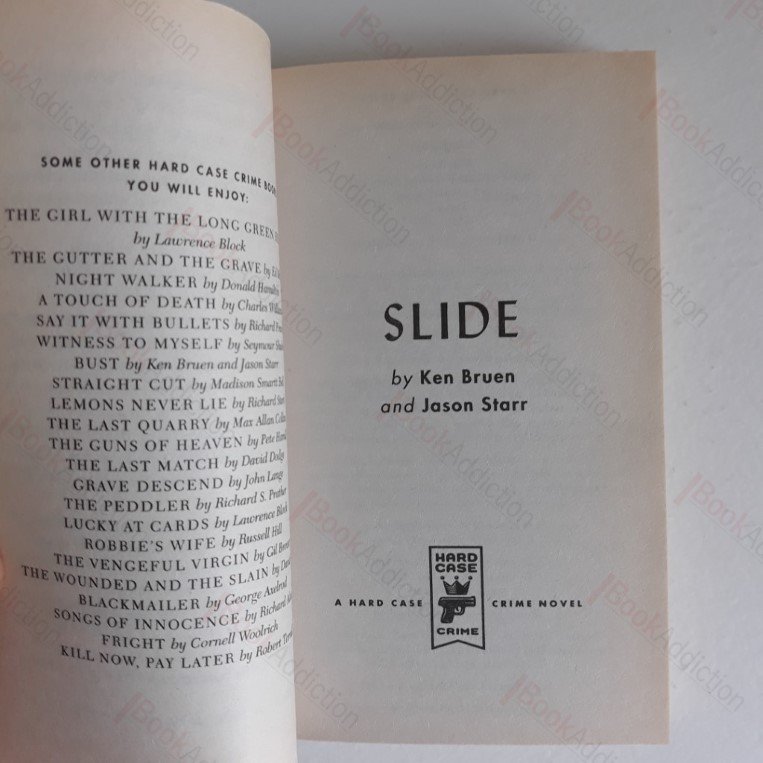 SOME OTHER HARD CASE CRIME
YOU WILL ENJOY:
THE GIRL WITH THE LONG GREEN
by Lawrence Block
THE GUTTER AND THE GRAVE by
NIGHT WALKER by Donald
A TOUCH OF DEATH by Charles
SAY IT WITH BULLETS by Richard
WITNESS TO MYSELF by Seymour
BUST by Ken Bruen and Jason Starr
STRAIGHT CUT by Madison Smartt
LEMONS NEVER LIE by Richard
THE LAST QUARRY by Max Allan
THE GUNS OF HEAVEN by Pete
THE LAST MATCH by David Dodge
GRAVE DESCEND by John Lange
THE PEDDLER by Richard S. Prather
LUCKY AT CARDS by Lawrence Block
ROBBIE'S WIFE by Russell Hill
THE VENGEFUL VIRGIN by Gil
THE WOUNDED AND THE SLAIN by
BLACKMAILER by George Axelrod
SONGS OF INNOCENCE by Richard
FRIGHT by Cornell Woolrich
KILL NOW, PAY LATER by Robert
SLIDE
by Ken Bruen
and Jason Starr
HARD
CASE
CRIME
A HARD CASE CRIME NOVEL
BookAddiction